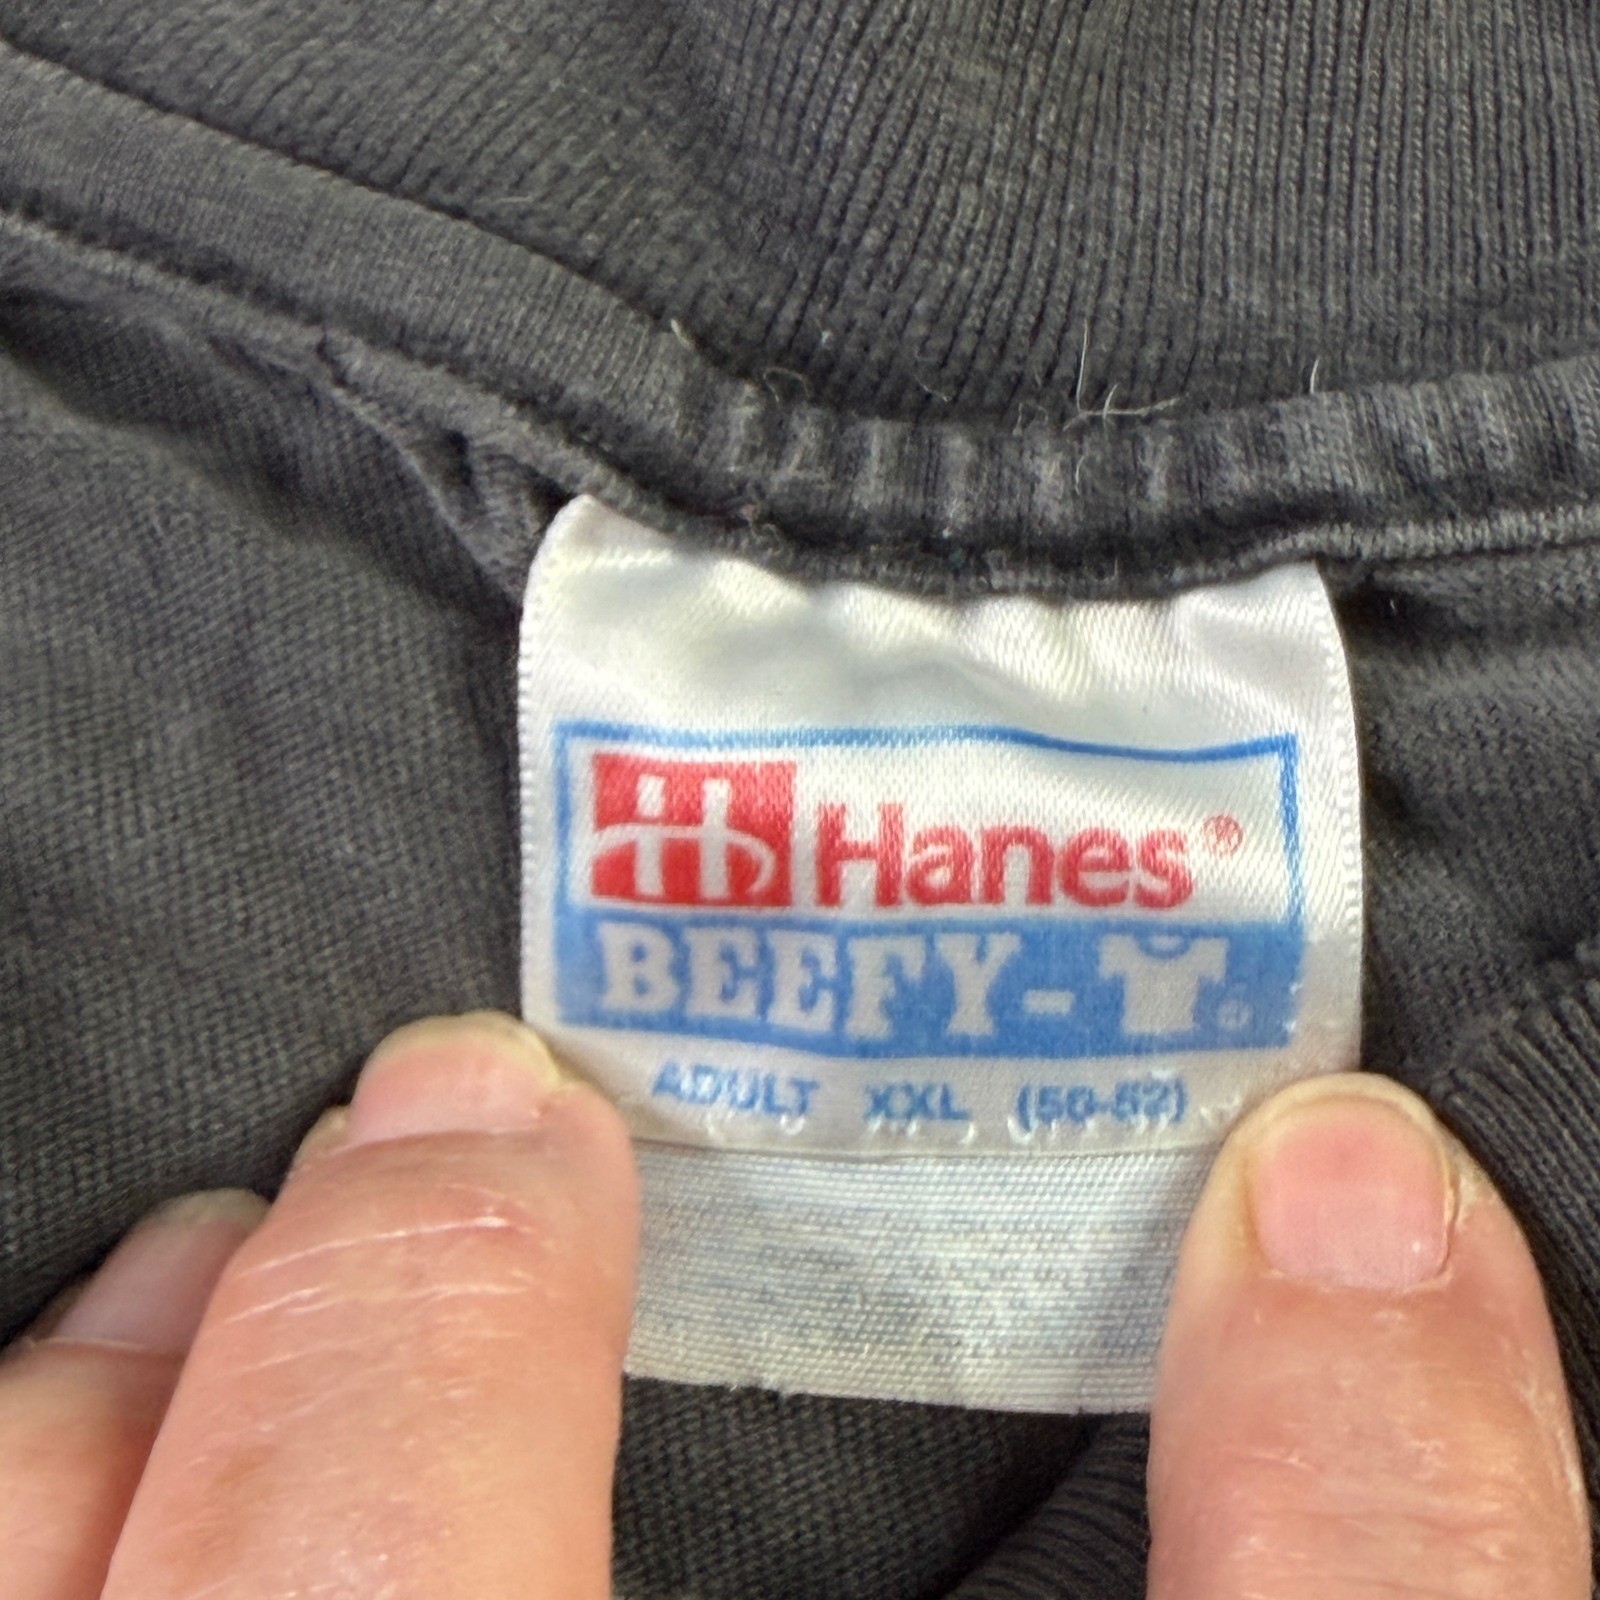 Hanes®
BEEFY-
ADULT XXL (50-52)